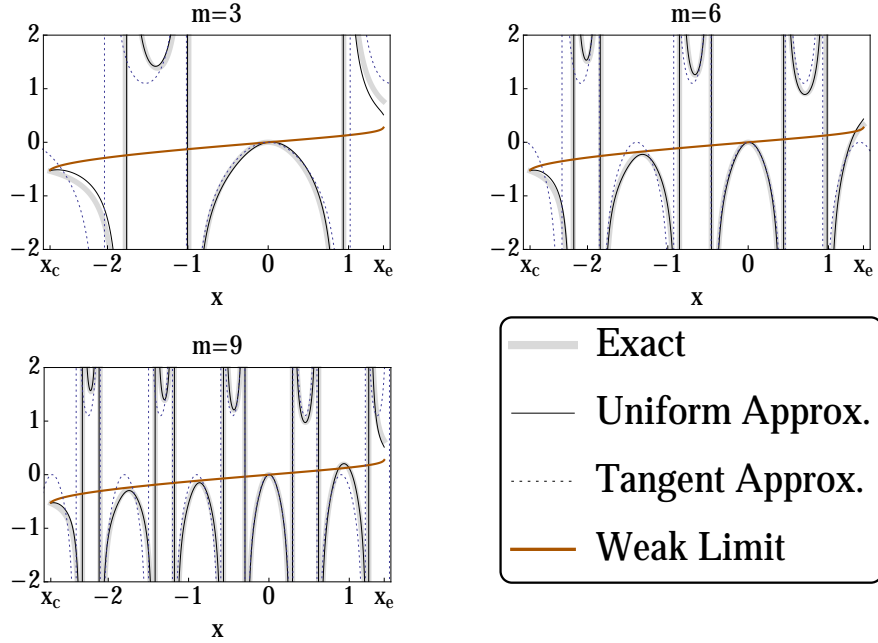 m=3
2
1
0
−1
−2
x_c −2 −1 0 1 x_e
x
m=6
2
1
0
−1
−2
x_c −2 −1 0 1 x_e
x
m=9
2
1
0
−1
−2
x_c −2 −1 0 1 x_e
x
Exact
Uniform Approx.
Tangent Approx.
Weak Limit